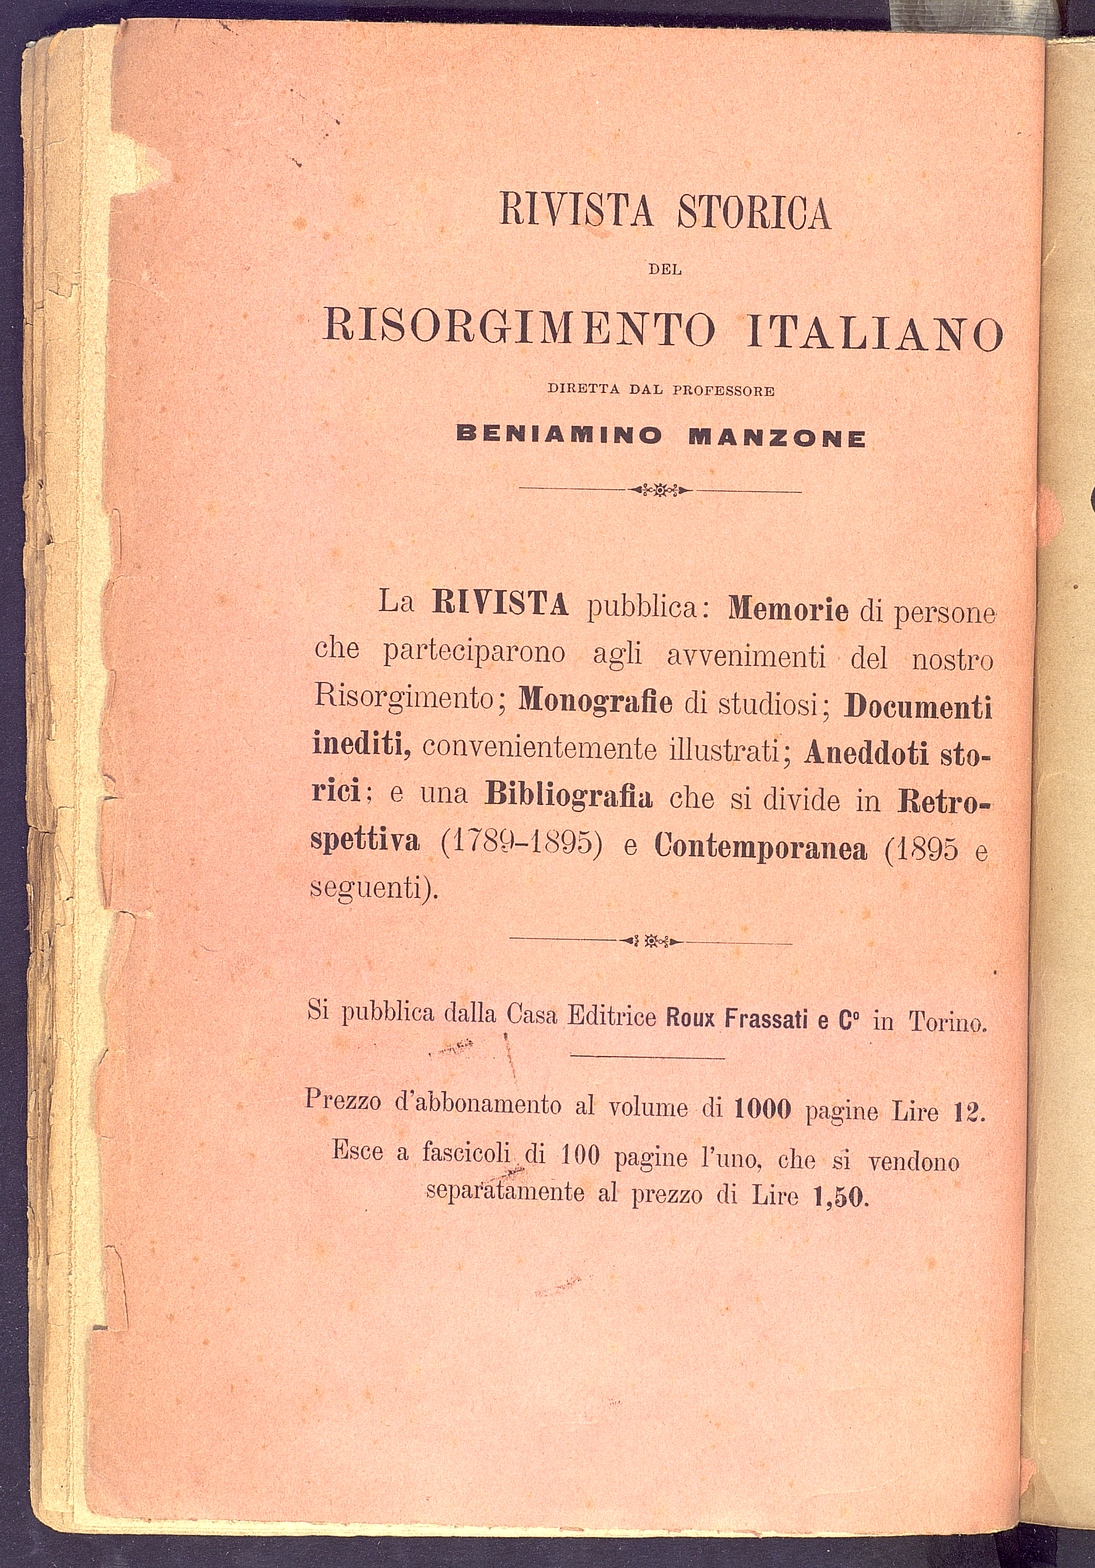 RIVISTA STORICA
DEL
RISORGIMENTO ITALIANO
DIRETTA DAL PROFESSORE
BENIAMINO MANZONE
La RIVISTA pubblica: Memorie di persone
che parteciparono agli avvenimenti del nostro
Risorgimento; Monografie di studiosi; Documenti
inediti, convenientemente illustrati; Aneddoti sto-
rici; e una Bibliografia che si divide in Retro-
spettiva (1789-1895) e Contemporanea (1895 e
seguenti).
Si pubblica dalla Casa Editrice Roux Frassati e Cº in Torino.
Prezzo d'abbonamento al volume di 1000 pagine Lire 12.
Esce a fascicoli di 100 pagine l'uno, che si vendono
separatamente al prezzo di Lire 1,50.